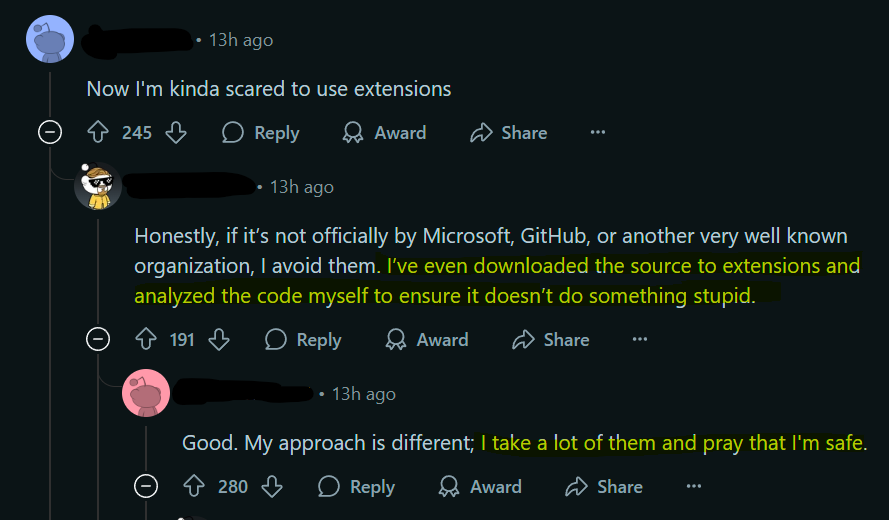 • 13h ago
Now I'm kinda scared to use extensions
245 Reply Award Share ...
• 13h ago
Honestly, if it’s not officially by Microsoft, GitHub, or another very well known
organization, I avoid them. I’ve even downloaded the source to extensions and
analyzed the code myself to ensure it doesn’t do something stupid.
191 Reply Award Share ...
• 13h ago
Good. My approach is different; I take a lot of them and pray that I'm safe.
280 Reply Award Share ...